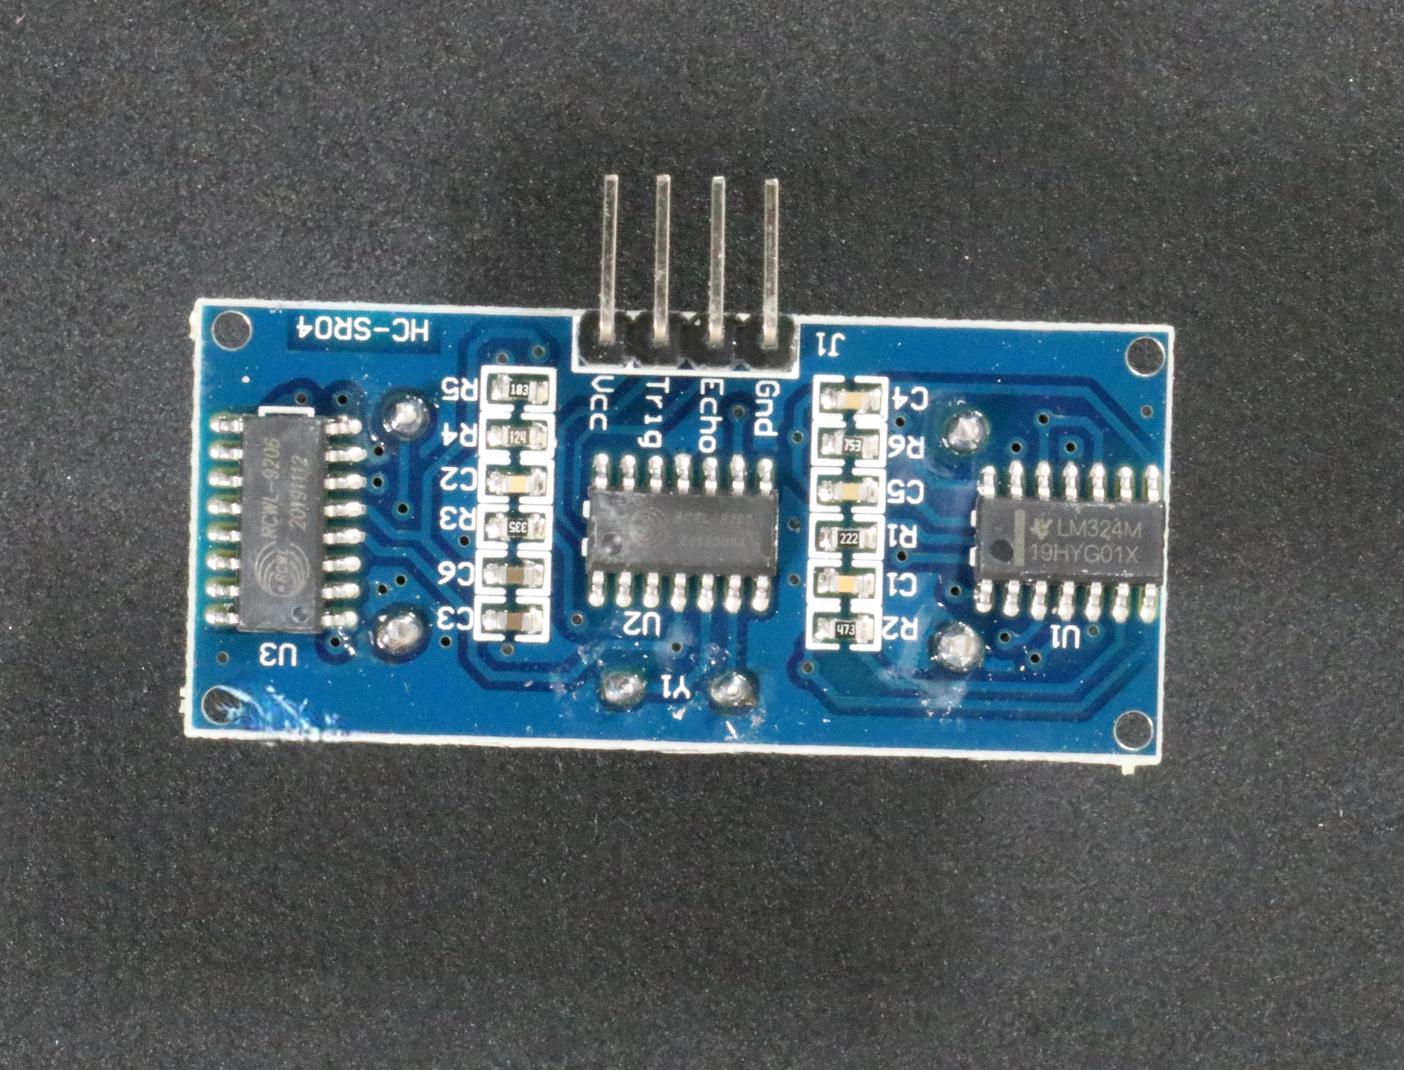 HC-SR04
J1
Vcc
Trig
Echo
Gnd
R5
103
R4
124
C2
R3
335
C6
C3
C4
R6
753
C5
R1
222
C1
R2
473
RCWL-9206
20191112
RCWL
U3
U2
Y1
LM324M
19HYG01X
U1